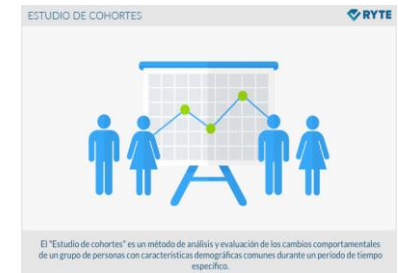 ESTUDIO DE COHORTES
RYTE
El "Estudio de cohortes" es un método de análisis y evaluación de los cambios comportamentales
de un grupo de personas con características demográficas comunes durante un período de tiempo
específico.